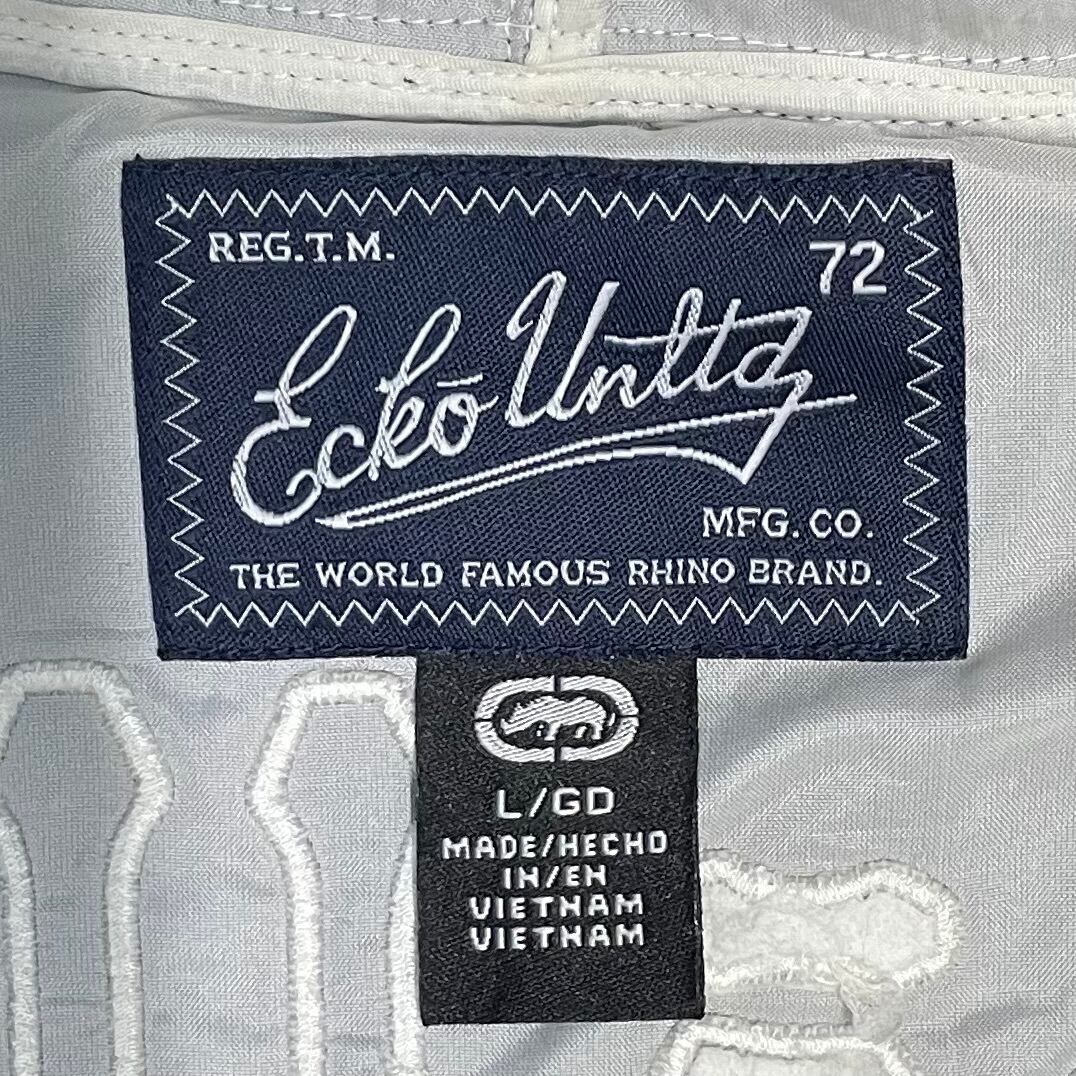 REG.T.M.
72
Eckō Unltd
MFG. CO.
THE WORLD FAMOUS RHINO BRAND.
L/GD
MADE/HECHO
IN/EN
VIETNAM
VIETNAM